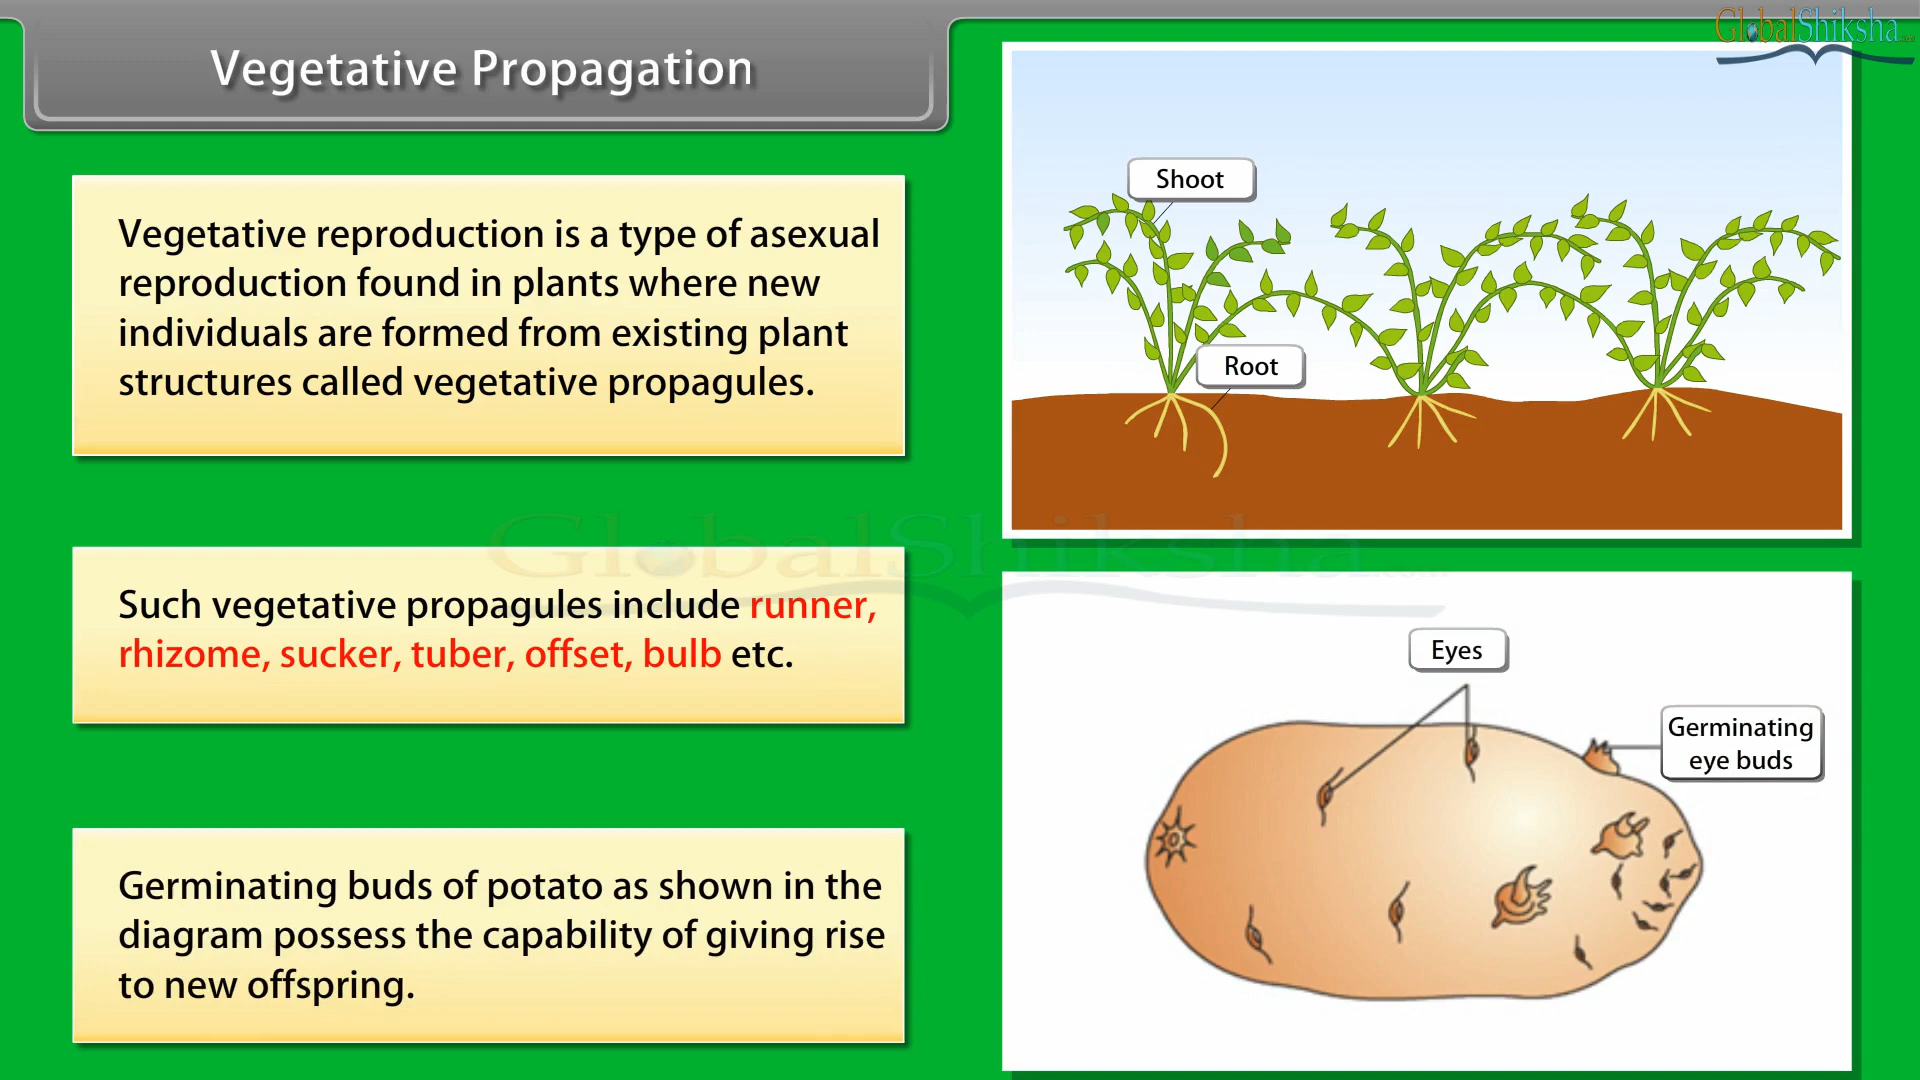 Vegetative Propagation
GlobalShiksha
Vegetative reproduction is a type of asexual
reproduction found in plants where new
individuals are formed from existing plant
structures called vegetative propagules.
Shoot
Root
GlobalShiksha.com
Such vegetative propagules include runner,
rhizome, sucker, tuber, offset, bulb etc.
Eyes
Germinating
eye buds
Germinating buds of potato as shown in the
diagram possess the capability of giving rise
to new offspring.